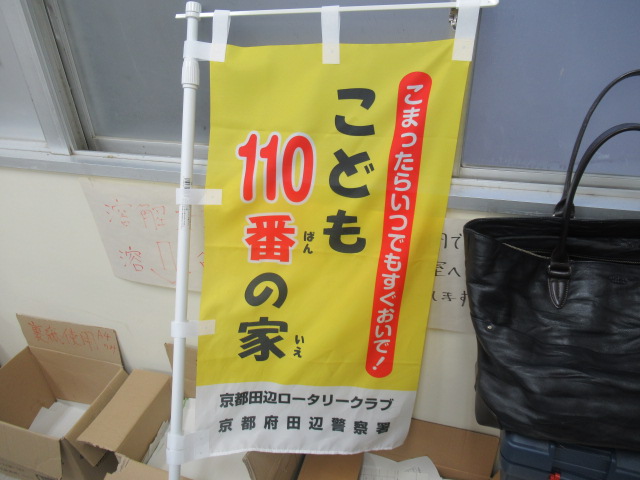 こまったらいつでもすぐおいで!
こども
110番の家
ばん
いえ
京都田辺ロータリークラブ
京都府田辺警察署